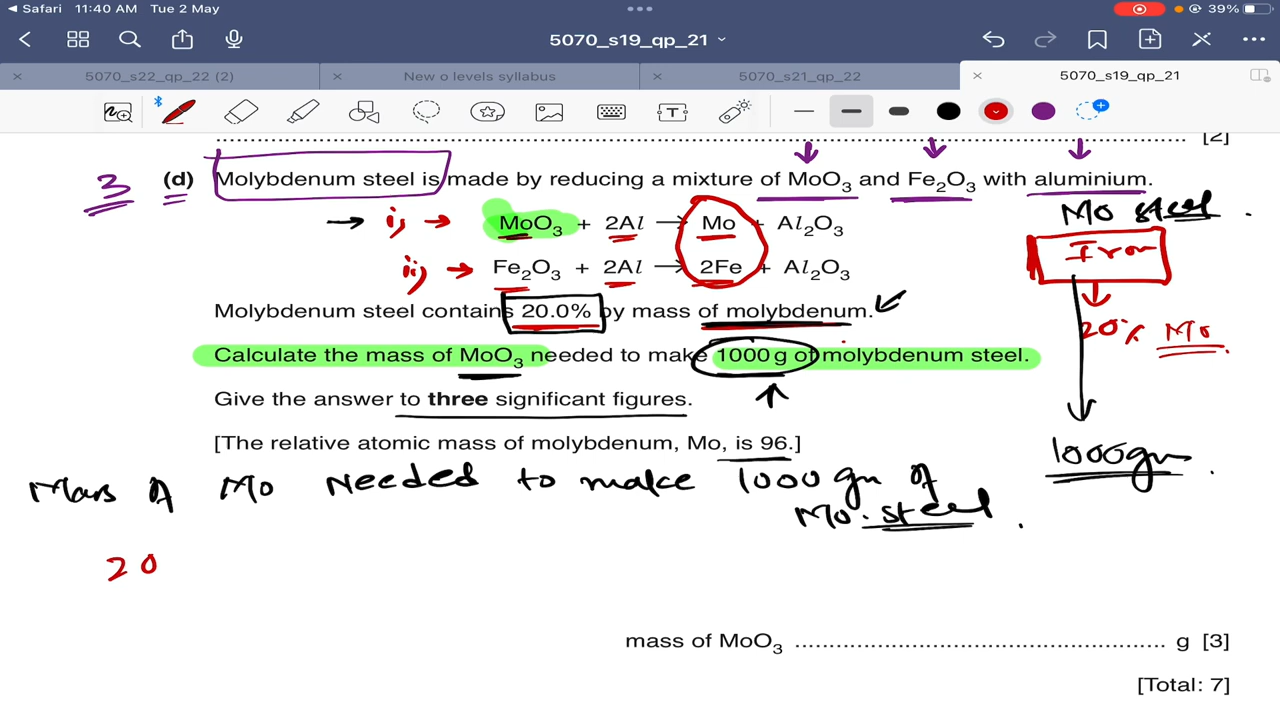 Safari 11:40 AM Tue 2 May
39%
5070_s19_qp_21
5070_s22_qp_22 (2)
New o levels syllabus
5070_s21_qp_22
5070_s19_qp_21
[2]
3 (d) Molybdenum steel is made by reducing a mixture of MoO3 and Fe2O3 with aluminium.
Mo steel.
i, MoO3 + 2Al → Mo + Al2O3
Iron
ii, Fe2O3 + 2Al → 2Fe + Al2O3
Molybdenum steel contains 20.0% by mass of molybdenum.
20% Mo
Calculate the mass of MoO3 needed to make 1000 g of molybdenum steel.
Give the answer to three significant figures.
[The relative atomic mass of molybdenum, Mo, is 96.]
1000gm.
Mass of Mo needed to make 1000gm of
Mo. steel.
20
mass of MoO3 .......................................................... g [3]
[Total: 7]